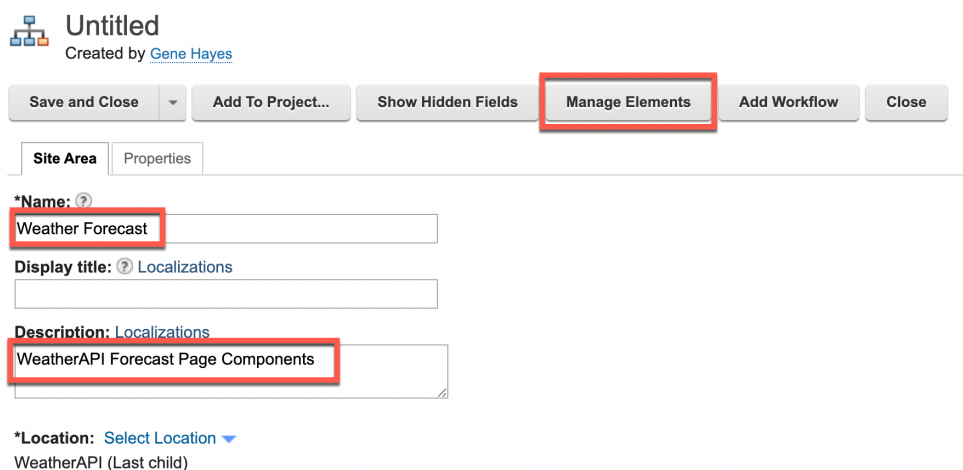 Untitled
Created by Gene Hayes
Save and Close Add To Project... Show Hidden Fields Manage Elements Add Workflow Close
Site Area Properties
*Name: ?
Weather Forecast
Display title: ? Localizations
Description: Localizations
WeatherAPI Forecast Page Components
*Location: Select Location
WeatherAPI (Last child)